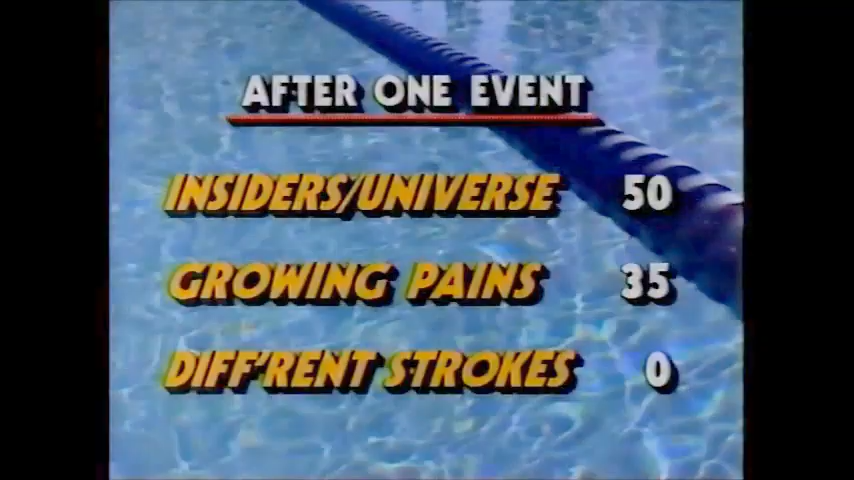 AFTER ONE EVENT
INSIDERS/UNIVERSE 50
GROWING PAINS 35
DIFF'RENT STROKES 0